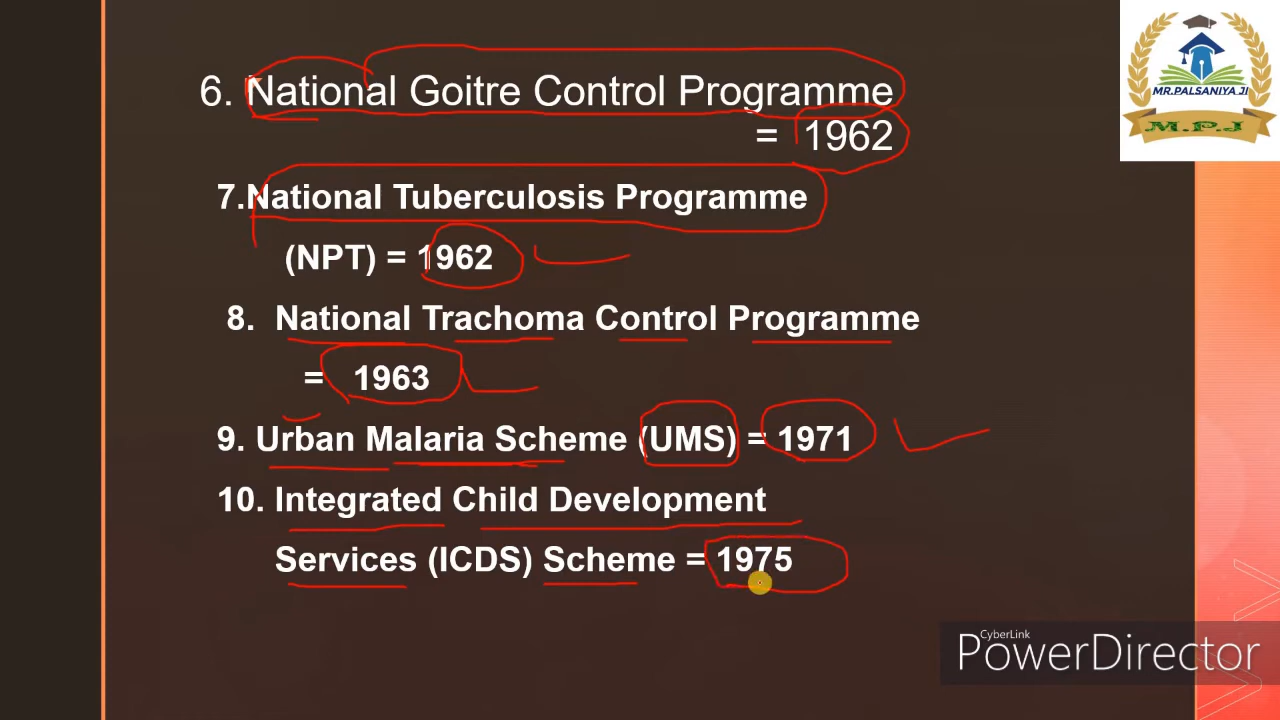 6. National Goitre Control Programme
= 1962
7.National Tuberculosis Programme
(NPT) = 1962
8. National Trachoma Control Programme
= 1963
9. Urban Malaria Scheme (UMS) = 1971
10. Integrated Child Development
Services (ICDS) Scheme = 1975
MR.PALSANIYA.JI
M.P.J
CyberLink
PowerDirector